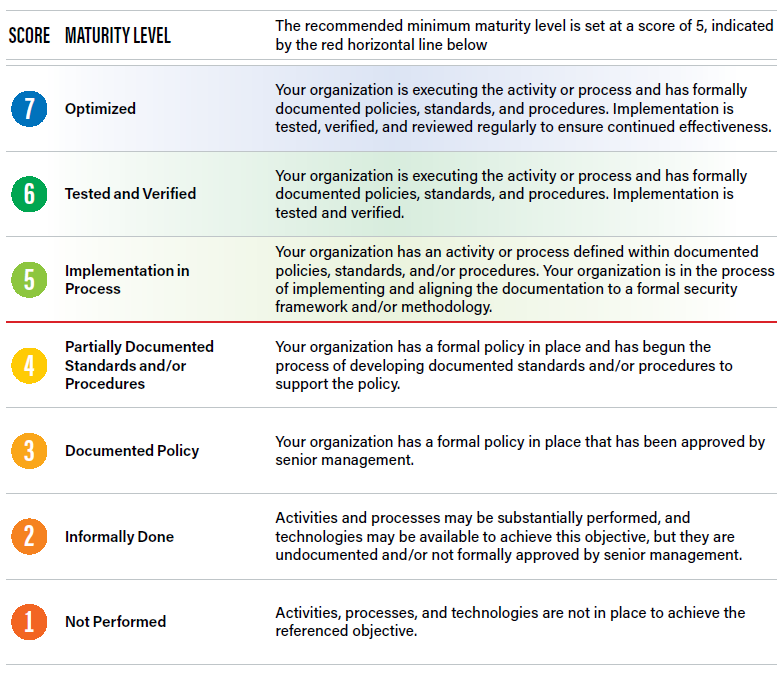 SCORE MATURITY LEVEL
The recommended minimum maturity level is set at a score of 5, indicated
by the red horizontal line below
7
Optimized
Your organization is executing the activity or process and has formally
documented policies, standards, and procedures. Implementation is
tested, verified, and reviewed regularly to ensure continued effectiveness.
6
Tested and Verified
Your organization is executing the activity or process and has formally
documented policies, standards, and procedures. Implementation is
tested and verified.
5
Implementation in
Process
Your organization has an activity or process defined within documented
policies, standards, and/or procedures. Your organization is in the process
of implementing and aligning the documentation to a formal security
framework and/or methodology.
4
Partially Documented
Standards and/or
Procedures
Your organization has a formal policy in place and has begun the
process of developing documented standards and/or procedures to
support the policy.
3
Documented Policy
Your organization has a formal policy in place that has been approved by
senior management.
2
Informally Done
Activities and processes may be substantially performed, and
technologies may be available to achieve this objective, but they are
undocumented and/or not formally approved by senior management.
1
Not Performed
Activities, processes, and technologies are not in place to achieve the
referenced objective.